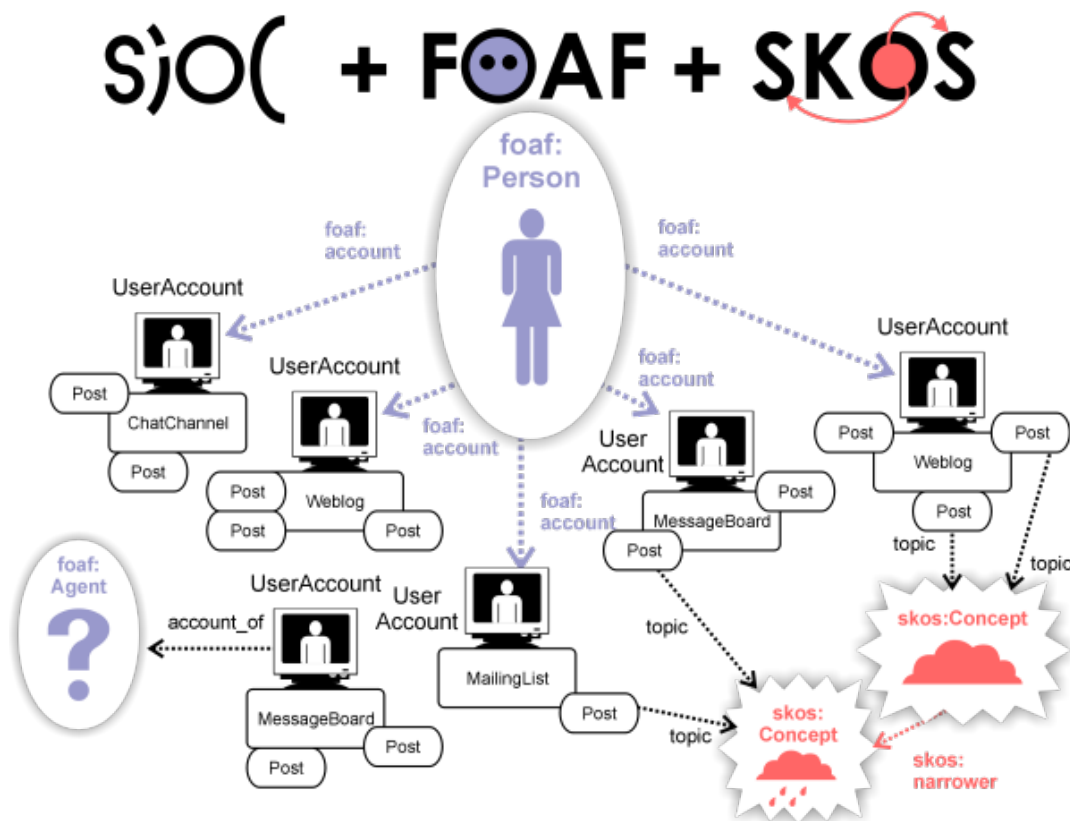 SiOC + FOAF + SKOS
foaf:
Person
foaf:
account
foaf:
account
UserAccount
UserAccount
UserAccount
foaf:
account
foaf:
account
Post
ChatChannel
Post
User
Account
Post
Weblog
Post
Post
Post
Weblog
Post
Post
foaf:
account
Post
MessageBoard
Post
topic
topic
foaf:
Agent
UserAccount
account_of
User
Account
topic
skos:Concept
MailingList
Post
topic
MessageBoard
Post
Post
skos:
Concept
skos:
narrower